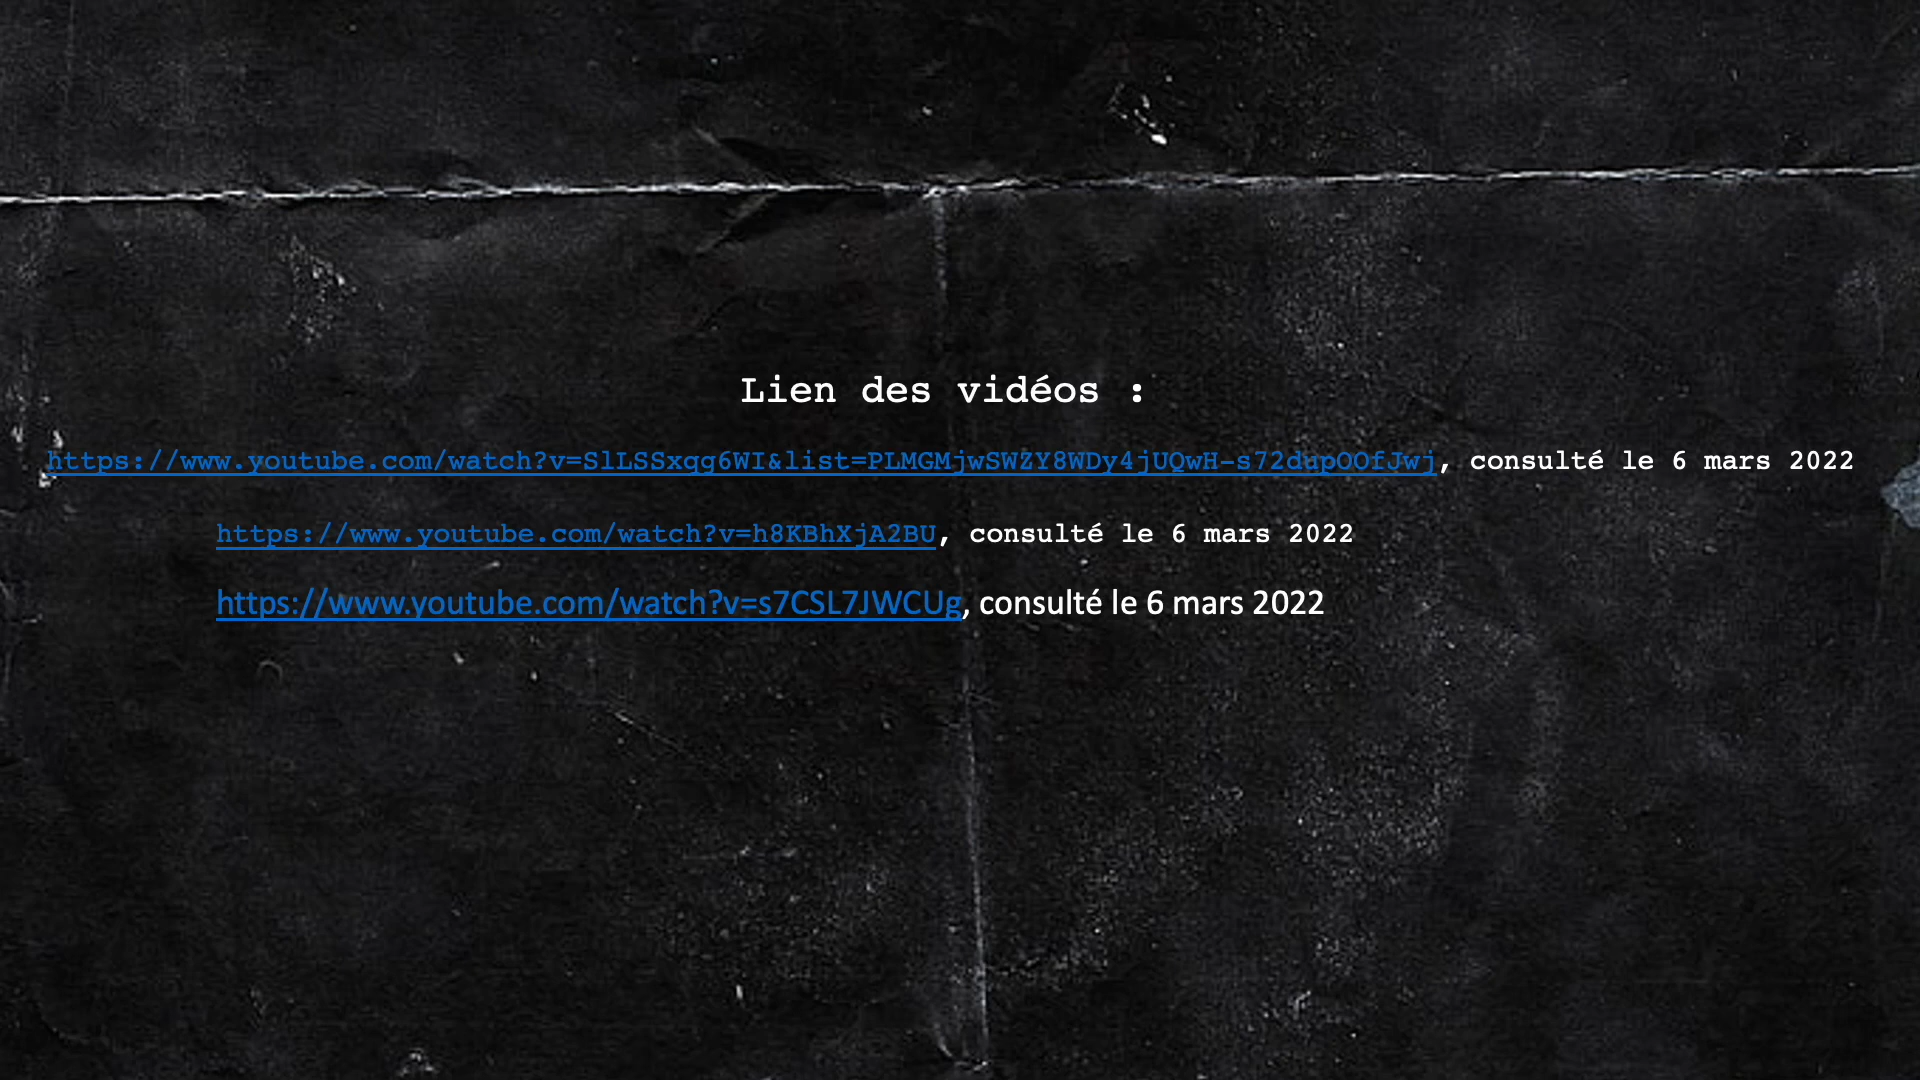 Lien des vidéos :
https://www.youtube.com/watch?v=SlLSSxqg6WI&list=PLMGMjwSWZY8WDy4jUQwH-s72dupOOfJwj, consulté le 6 mars 2022
https://www.youtube.com/watch?v=h8KBhXjA2BU, consulté le 6 mars 2022
https://www.youtube.com/watch?v=s7CSL7JWCUg, consulté le 6 mars 2022